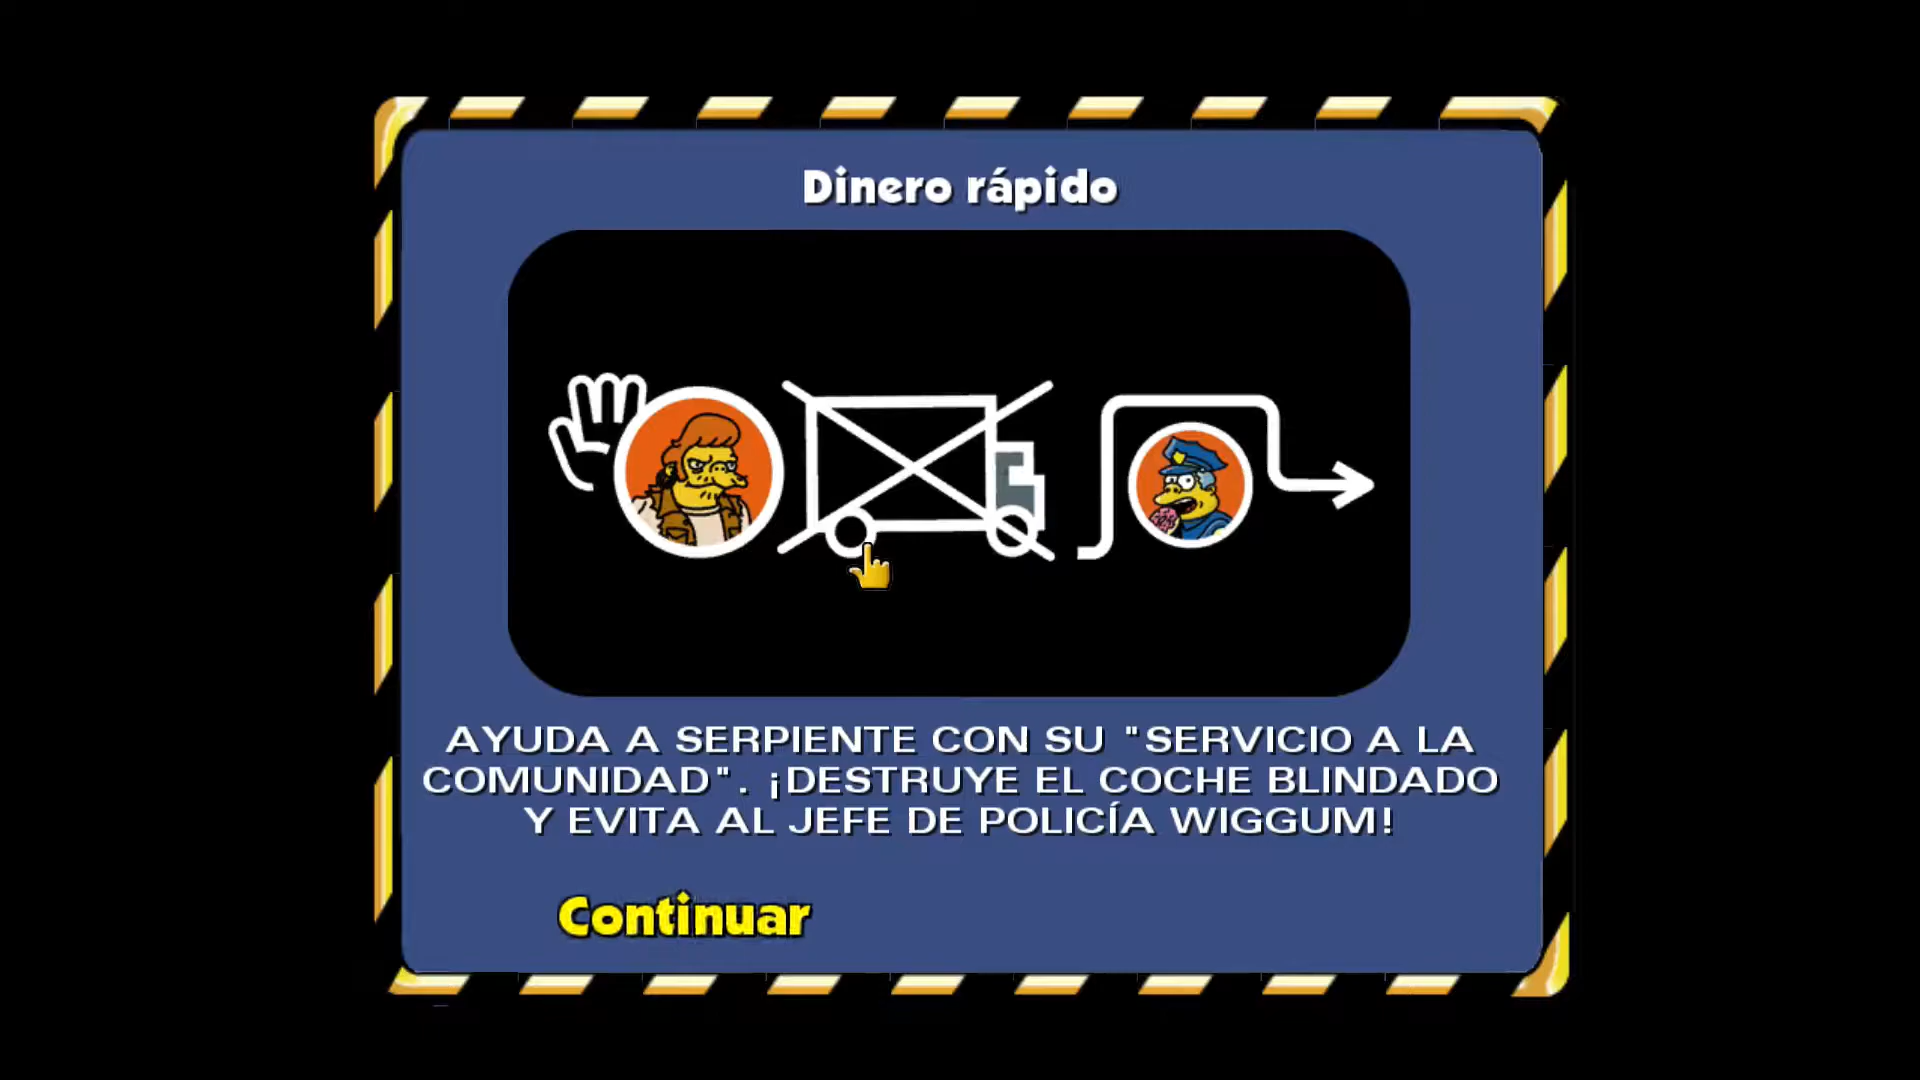 Dinero rápido
AYUDA A SERPIENTE CON SU "SERVICIO A LA
COMUNIDAD". ¡DESTRUYE EL COCHE BLINDADO
Y EVITA AL JEFE DE POLICÍA WIGGUM!
Continuar